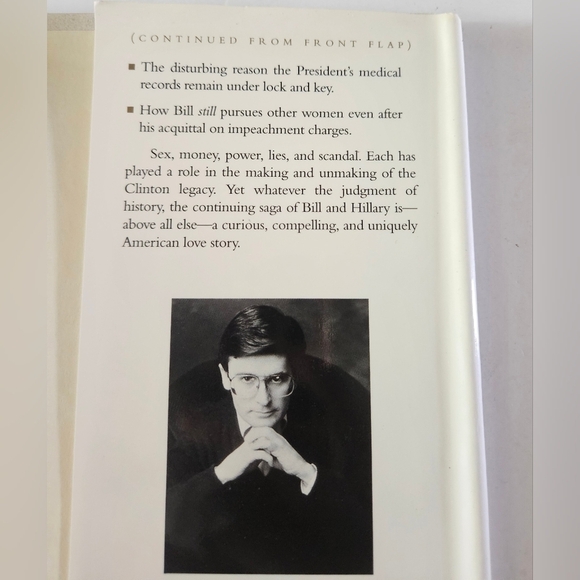 (CONTINUED FROM FRONT FLAP)
■ The disturbing reason the President's medical
records remain under lock and key.
■ How Bill still pursues other women even after
his acquittal on impeachment charges.
Sex, money, power, lies, and scandal. Each has
played a role in the making and unmaking of the
Clinton legacy. Yet whatever the judgment of
history, the continuing saga of Bill and Hillary is—
above all else—a curious, compelling, and uniquely
American love story.